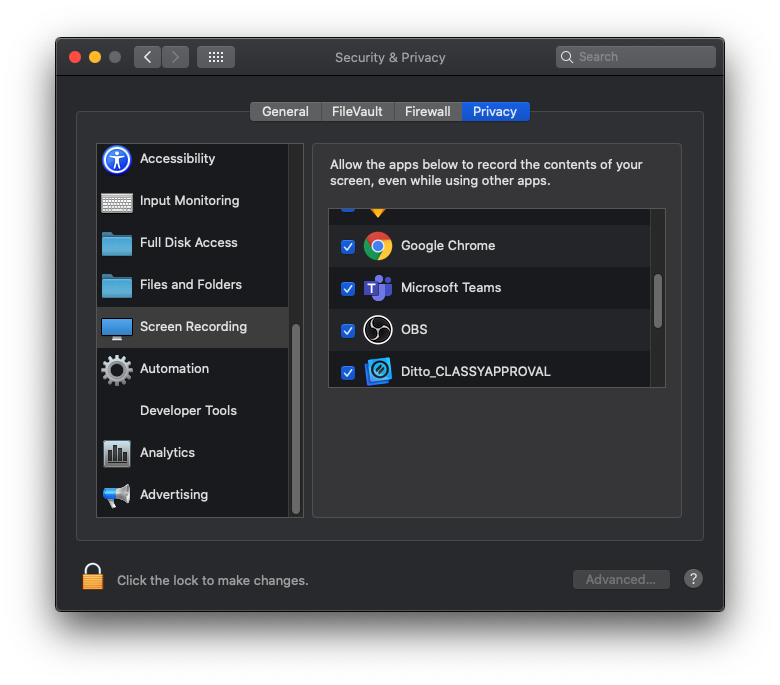 Security & Privacy
Search
General
FileVault
Firewall
Privacy
Accessibility
Input Monitoring
Full Disk Access
Files and Folders
Screen Recording
Automation
Developer Tools
Analytics
Advertising
Allow the apps below to record the contents of your
screen, even while using other apps.
Google Chrome
Microsoft Teams
OBS
Ditto_CLASSYAPPROVAL
Click the lock to make changes.
Advanced...
?